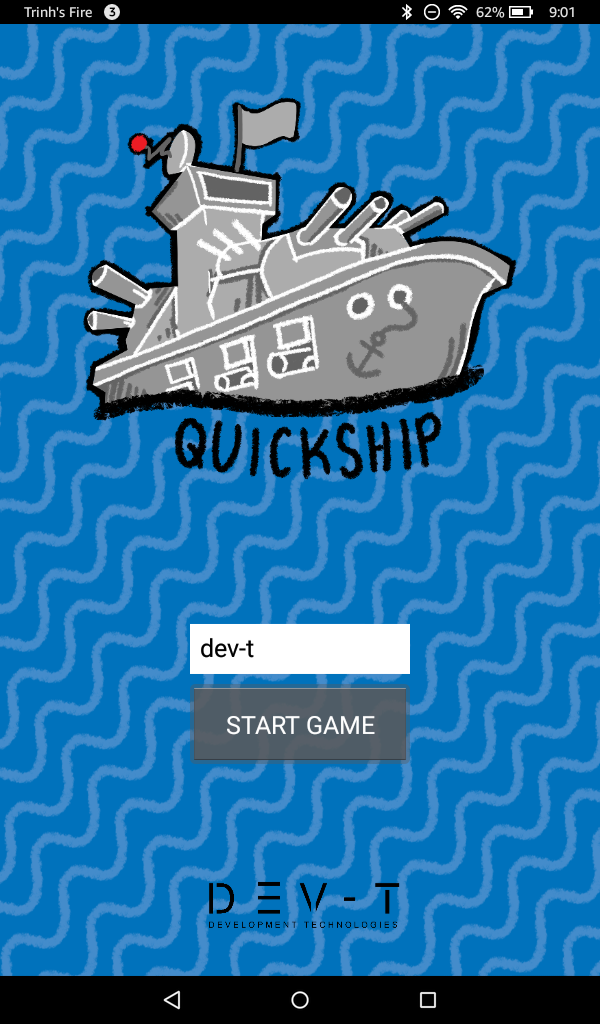 Trinh's Fire 3 62% 9:01
QUICKSHIP
dev-t
START GAME
DEV-T
DEVELOPMENT TECHNOLOGIES